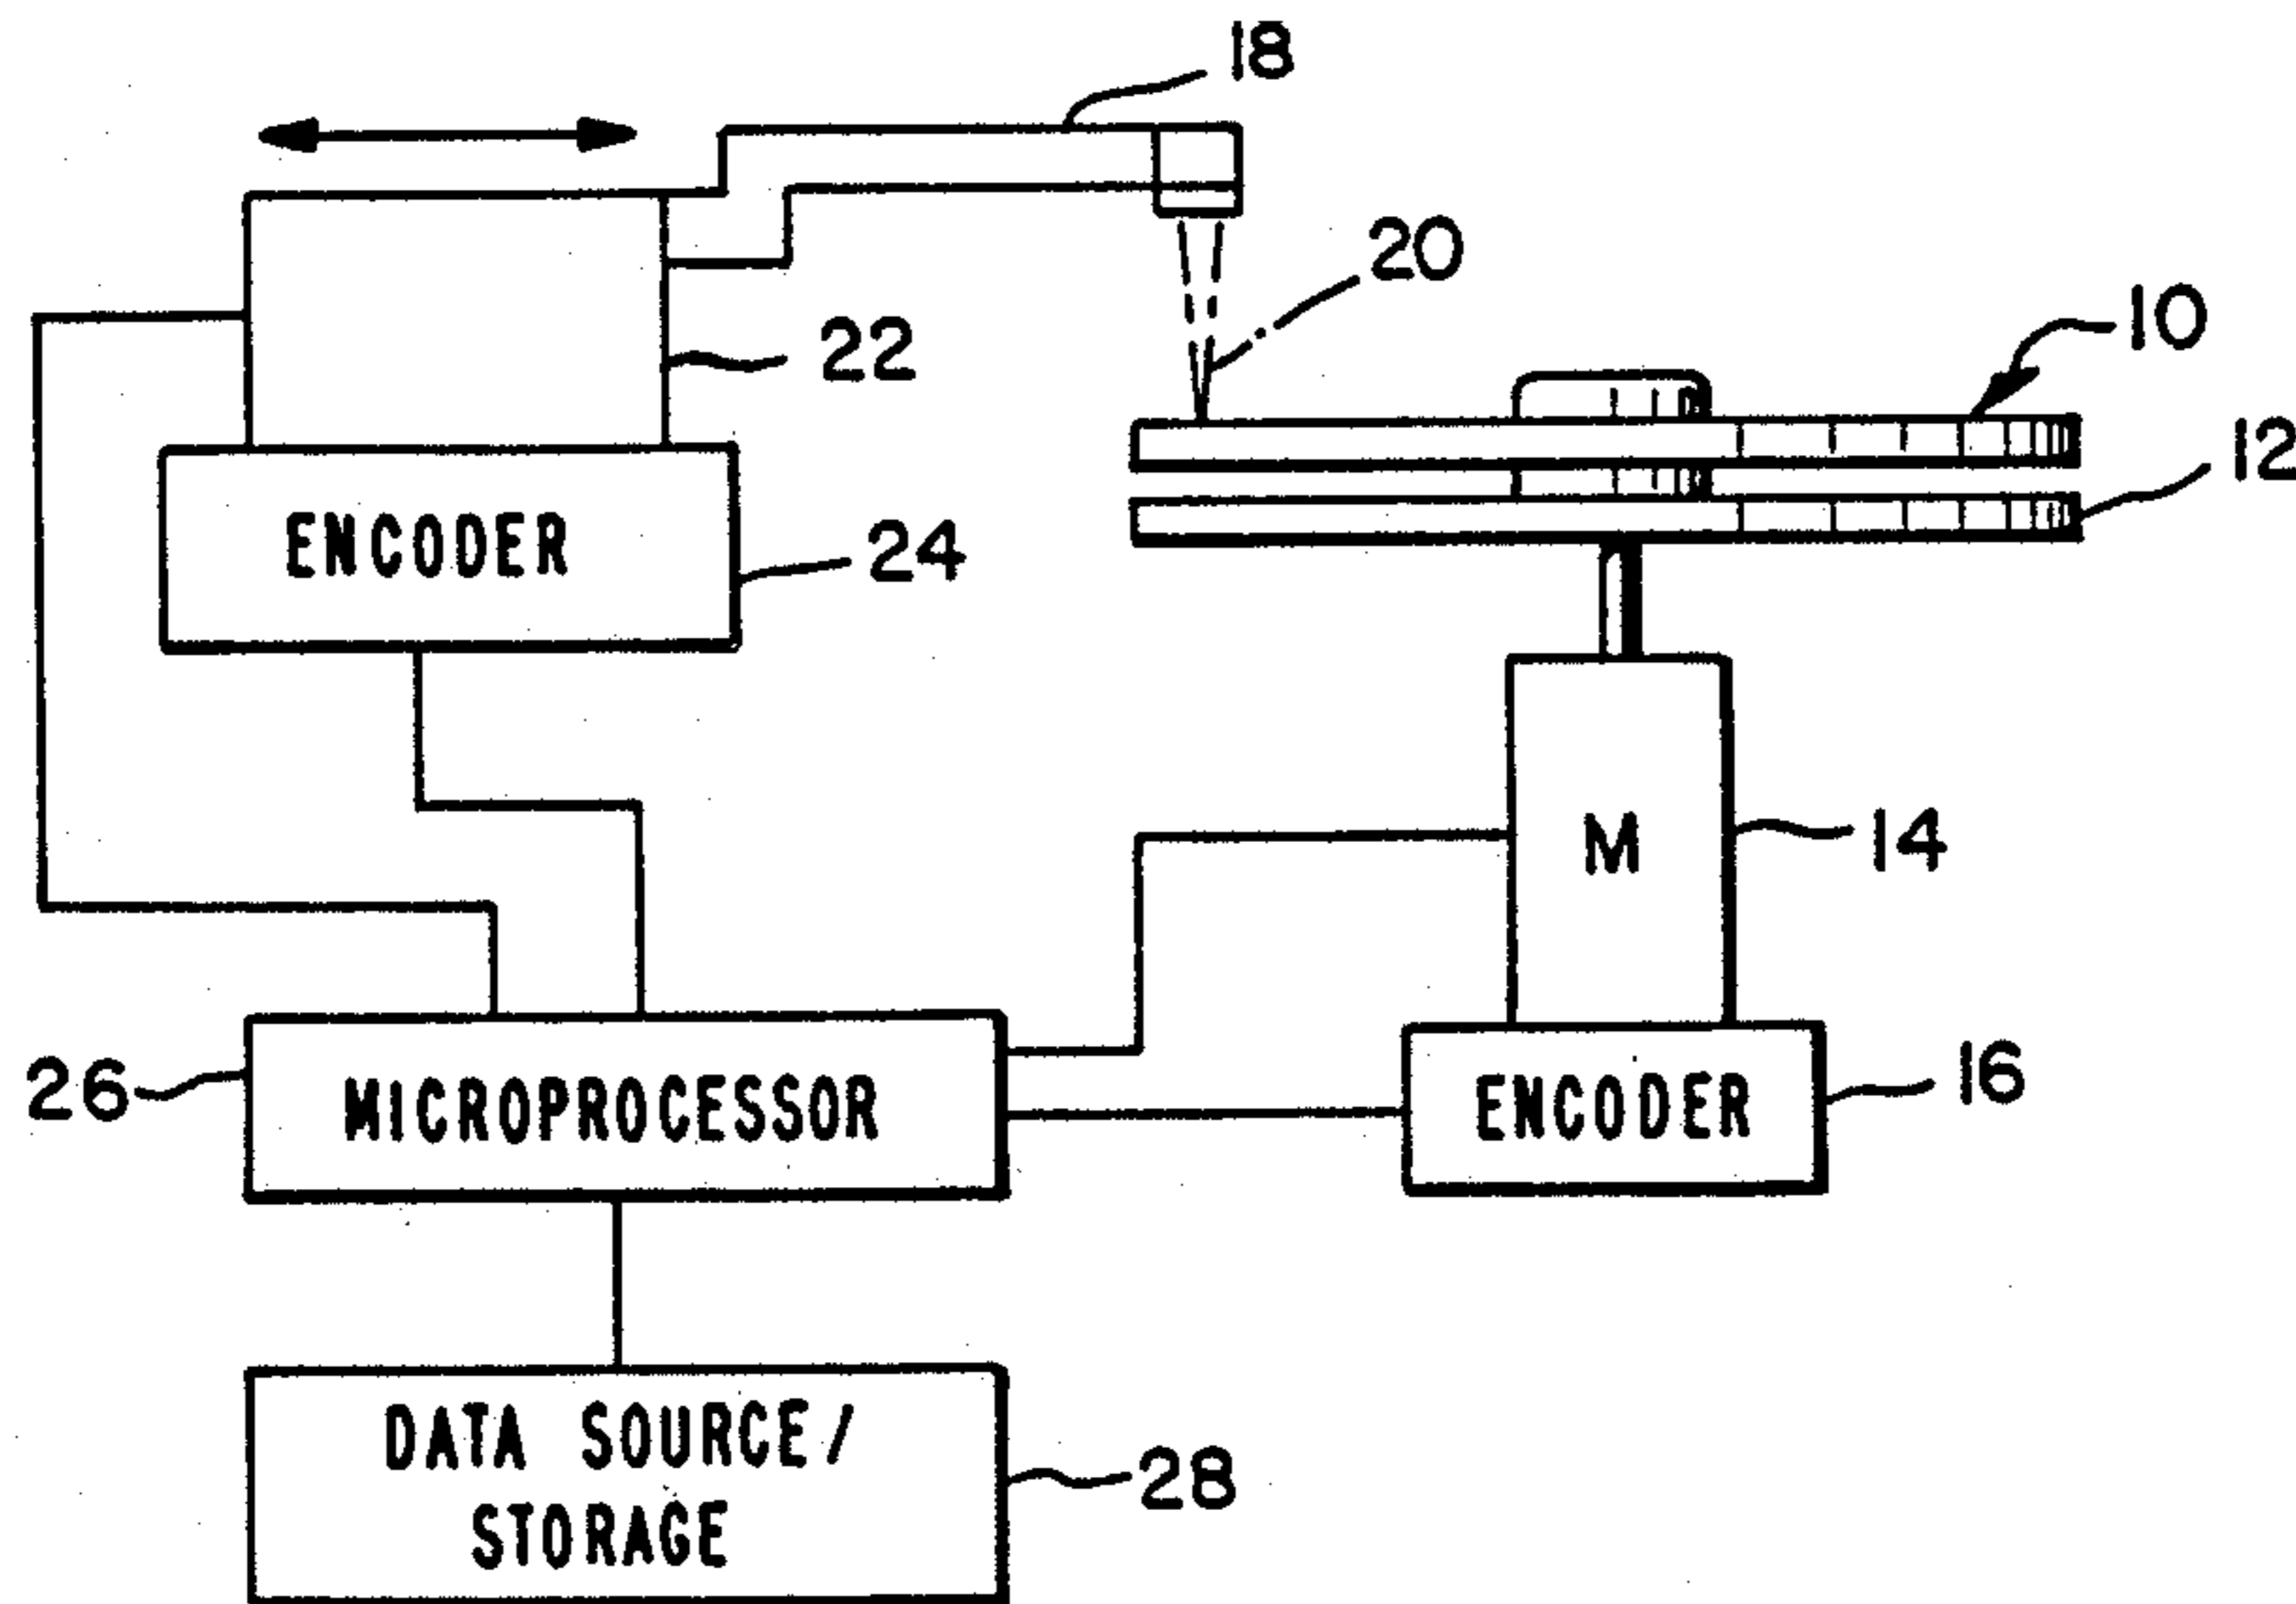 18
20
10
22
12
ENCODER
24
M
14
26
MICROPROCESSOR
ENCODER
16
DATA SOURCE/
STORAGE
28